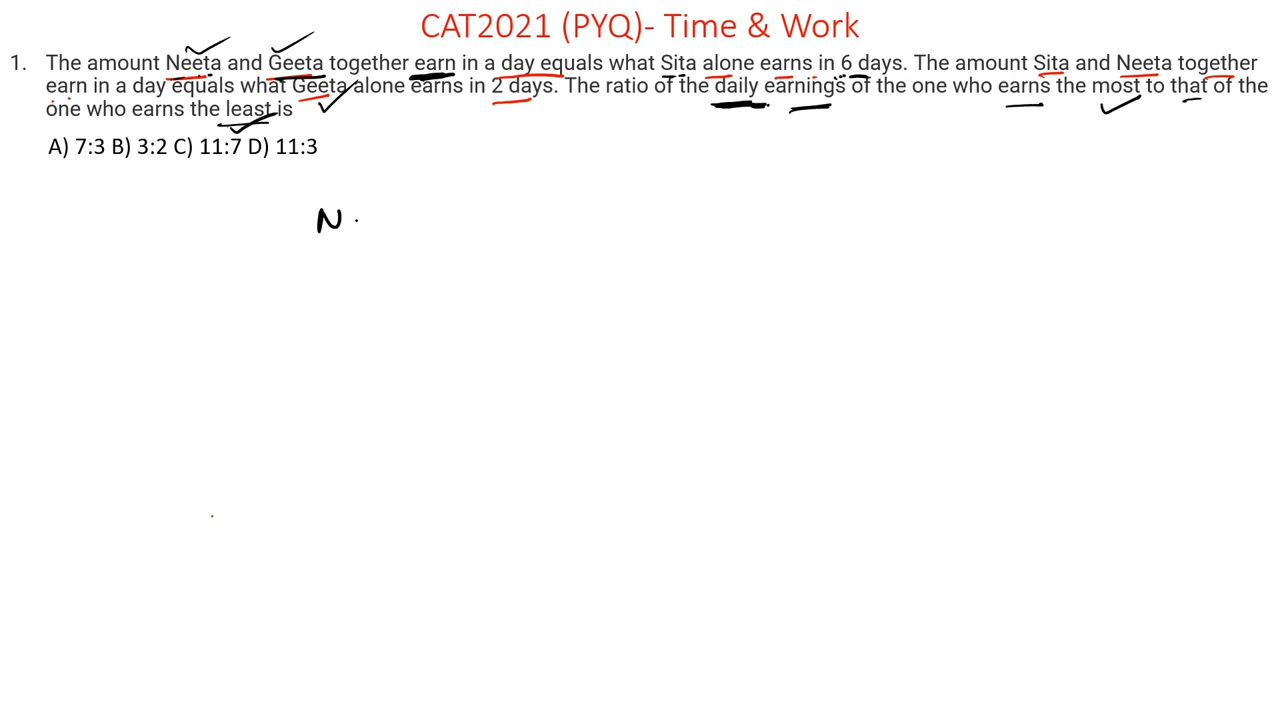 CAT2021 (PYQ)- Time & Work
1. The amount Neeta and Geeta together earn in a day equals what Sita alone earns in 6 days. The amount Sita and Neeta together
earn in a day equals what Geeta alone earns in 2 days. The ratio of the daily earnings of the one who earns the most to that of the
one who earns the least is
A) 7:3 B) 3:2 C) 11:7 D) 11:3
N